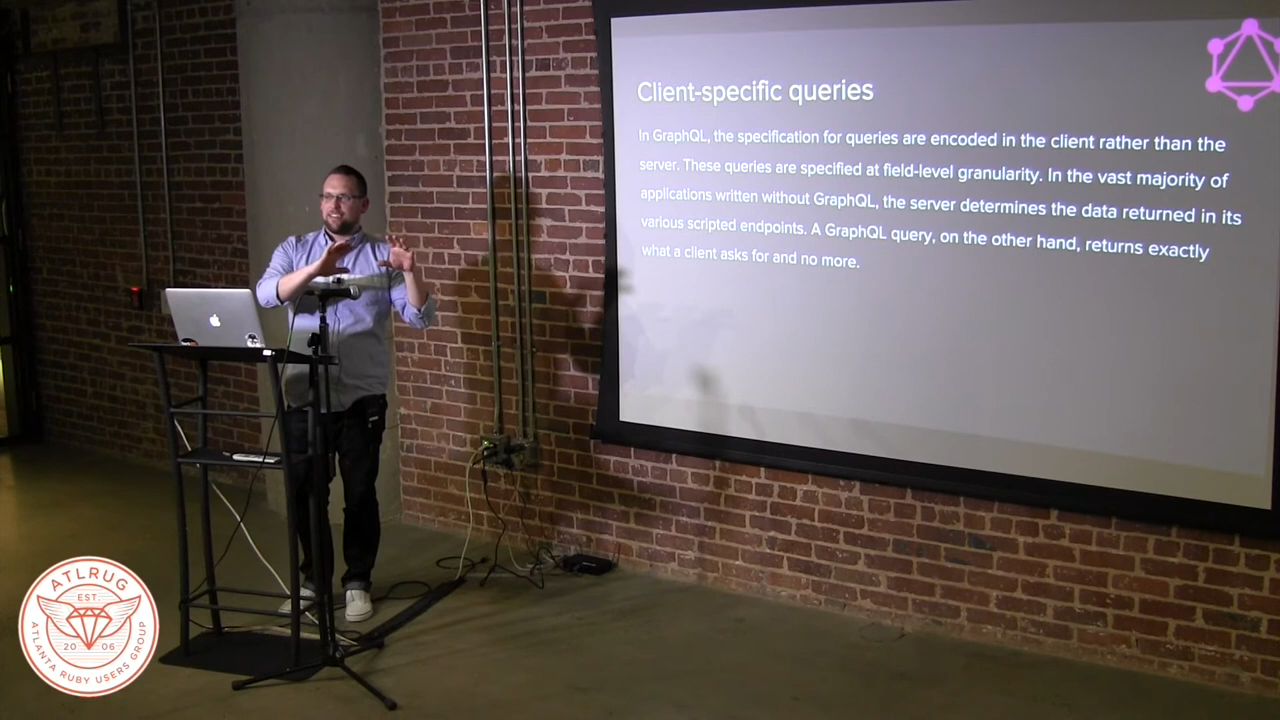 Client-specific queries
In GraphQL, the specification for queries are encoded in the client rather than the
server. These queries are specified at field-level granularity. In the vast majority of
applications written without GraphQL, the server determines the data returned in its
various scripted endpoints. A GraphQL query, on the other hand, returns exactly
what a client asks for and no more.
ATLRUG
EST.
20 06
ATLANTA RUBY USERS GROUP